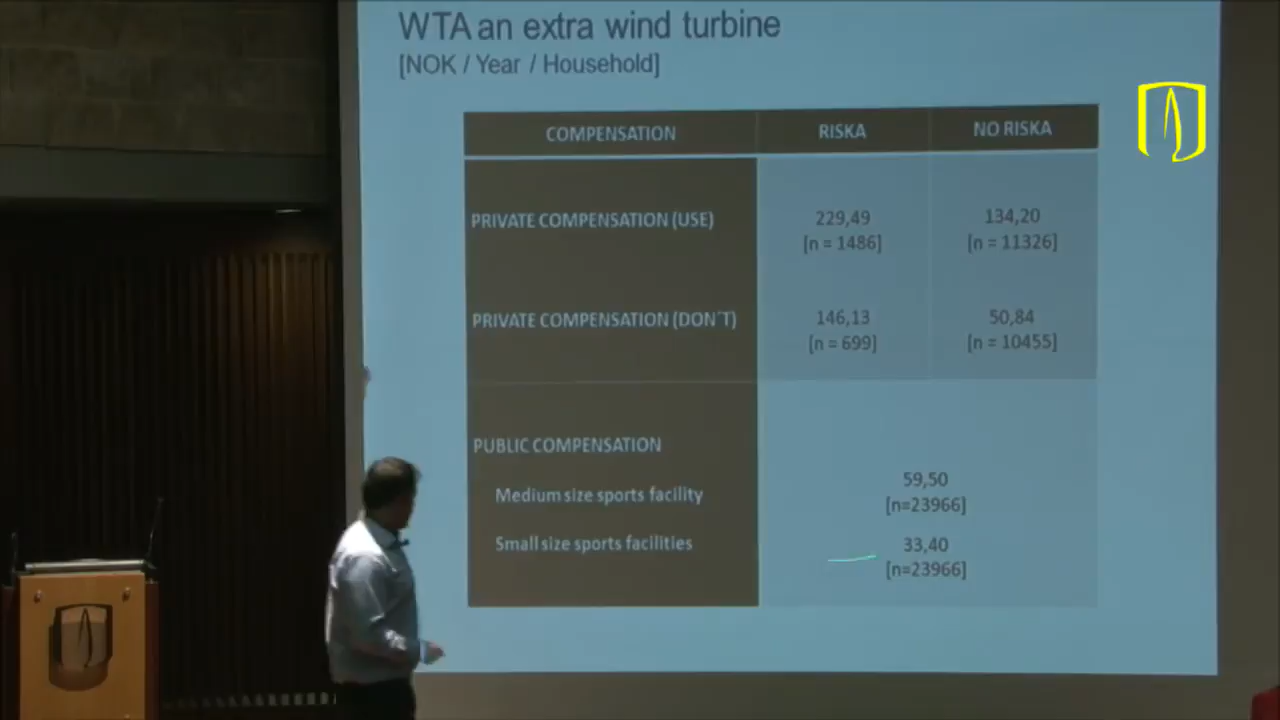 WTA an extra wind turbine
[NOK / Year / Household]
COMPENSATION RISKA NO RISKA
PRIVATE COMPENSATION (USE) 229,49 134,20
[n = 1486] [n = 11326]
PRIVATE COMPENSATION (DON´T) 146,13 50,84
[n = 699] [n = 10455]
PUBLIC COMPENSATION
Medium size sports facility 59,50
[n=23966]
Small size sports facilities 33,40
[n=23966]